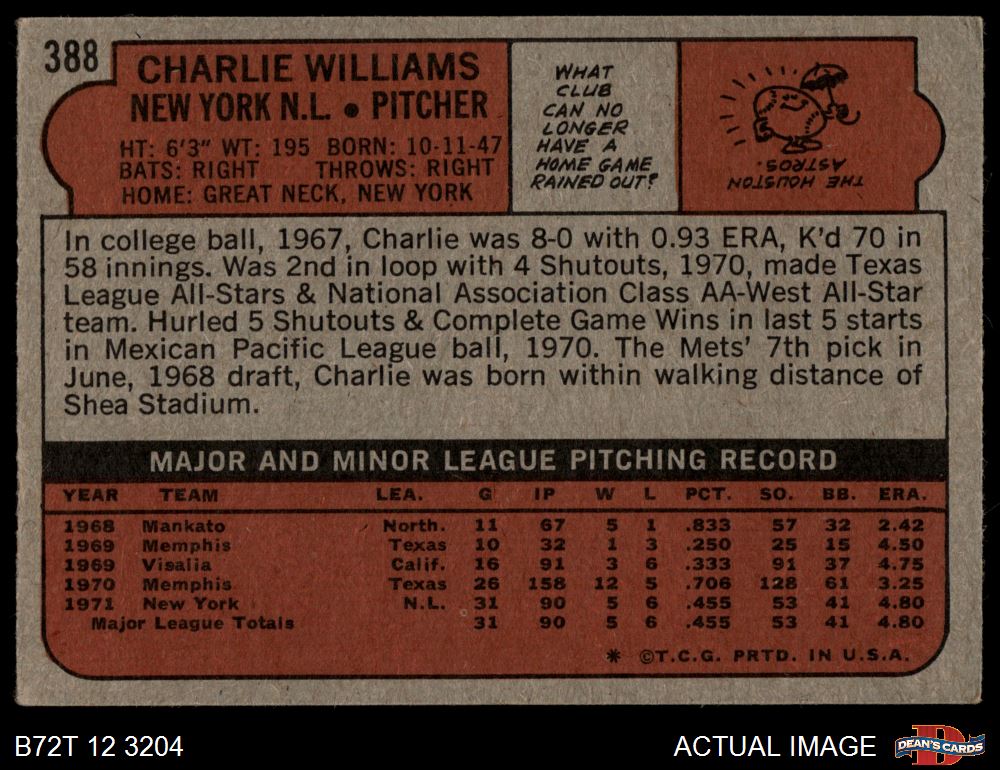 388
CHARLIE WILLIAMS
NEW YORK N.L. • PITCHER
HT: 6'3" WT: 195 BORN: 10-11-47
BATS: RIGHT THROWS: RIGHT
HOME: GREAT NECK, NEW YORK
WHAT
CLUB
CAN NO
LONGER
HAVE A
HOME GAME
RAINED OUT?
THE HOUSTON
ASTROS.
In college ball, 1967, Charlie was 8-0 with 0.93 ERA, K'd 70 in
58 innings. Was 2nd in loop with 4 Shutouts, 1970, made Texas
League All-Stars & National Association Class AA-West All-Star
team. Hurled 5 Shutouts & Complete Game Wins in last 5 starts
in Mexican Pacific League ball, 1970. The Mets' 7th pick in
June, 1968 draft, Charlie was born within walking distance of
Shea Stadium.
MAJOR AND MINOR LEAGUE PITCHING RECORD
YEAR TEAM LEA. G IP W L PCT. SO. BB. ERA.
1968 Mankato North. 11 67 5 1 .833 57 32 2.42
1969 Memphis Texas 10 32 1 3 .250 25 15 4.50
1969 Visalia Calif. 16 91 3 6 .333 91 37 4.75
1970 Memphis Texas 26 158 12 5 .706 128 61 3.25
1971 New York N.L. 31 90 5 6 .455 53 41 4.80
Major League Totals 31 90 5 6 .455 53 41 4.80
* ©T.C.G. PRTD. IN U.S.A.
B72T 12 3204
ACTUAL IMAGE
DEAN'S CARDS